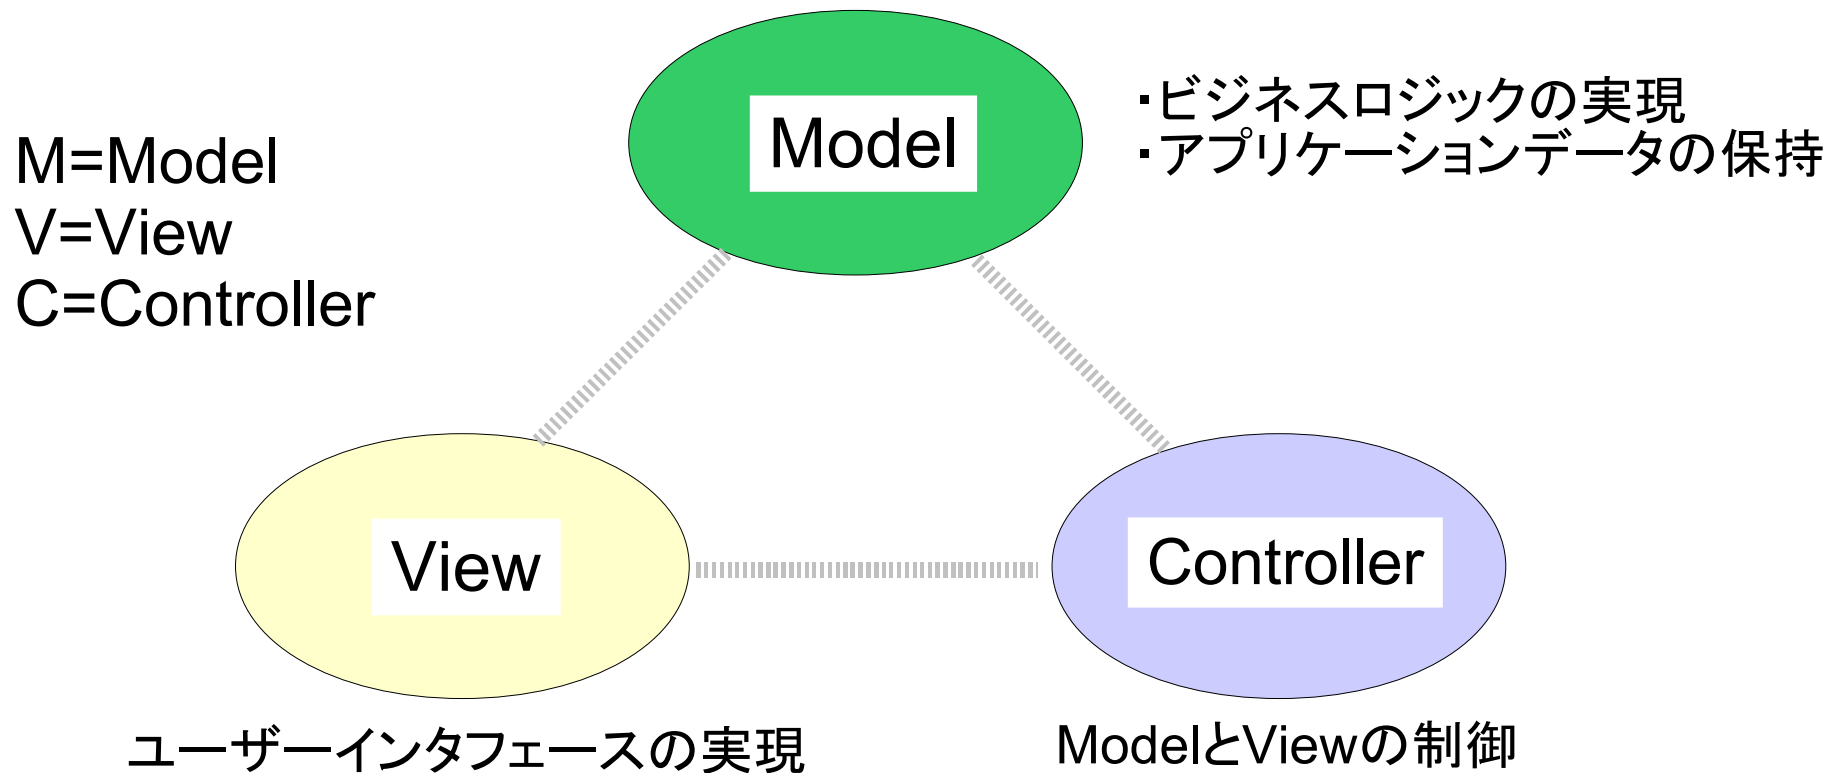 M=Model
V=View
C=Controller
Model
・ビジネスロジックの実現
・アプリケーションデータの保持
View
Controller
ユーザーインタフェースの実現
ModelとViewの制御